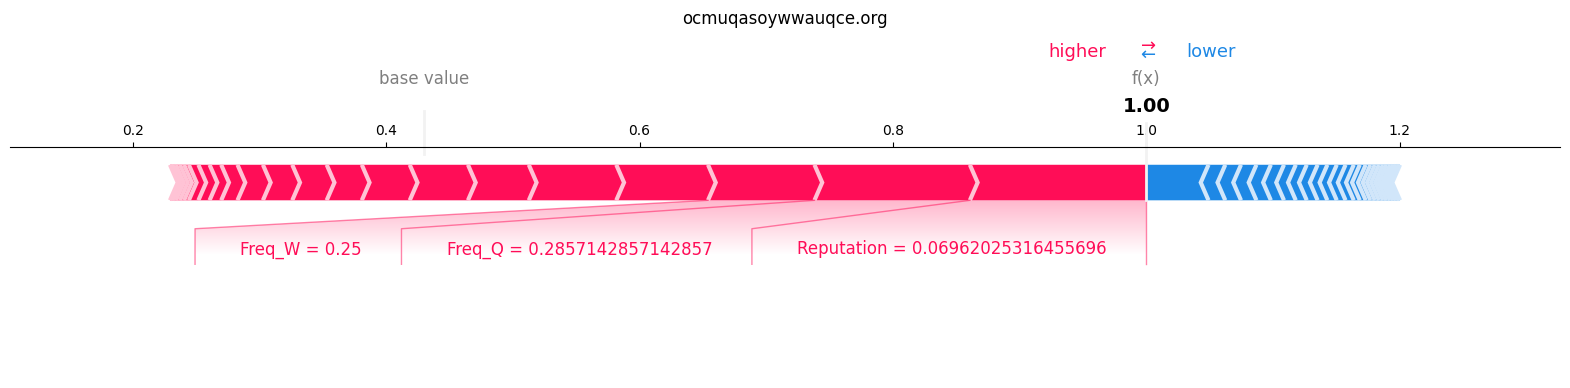 ocmuqasoywwauqce.org
higher → ← lower
base value f(x)
1.00
0.2 0.4 0.6 0.8 1.0 1.2
Freq_W = 0.25 Freq_Q = 0.2857142857142857 Reputation = 0.06962025316455696